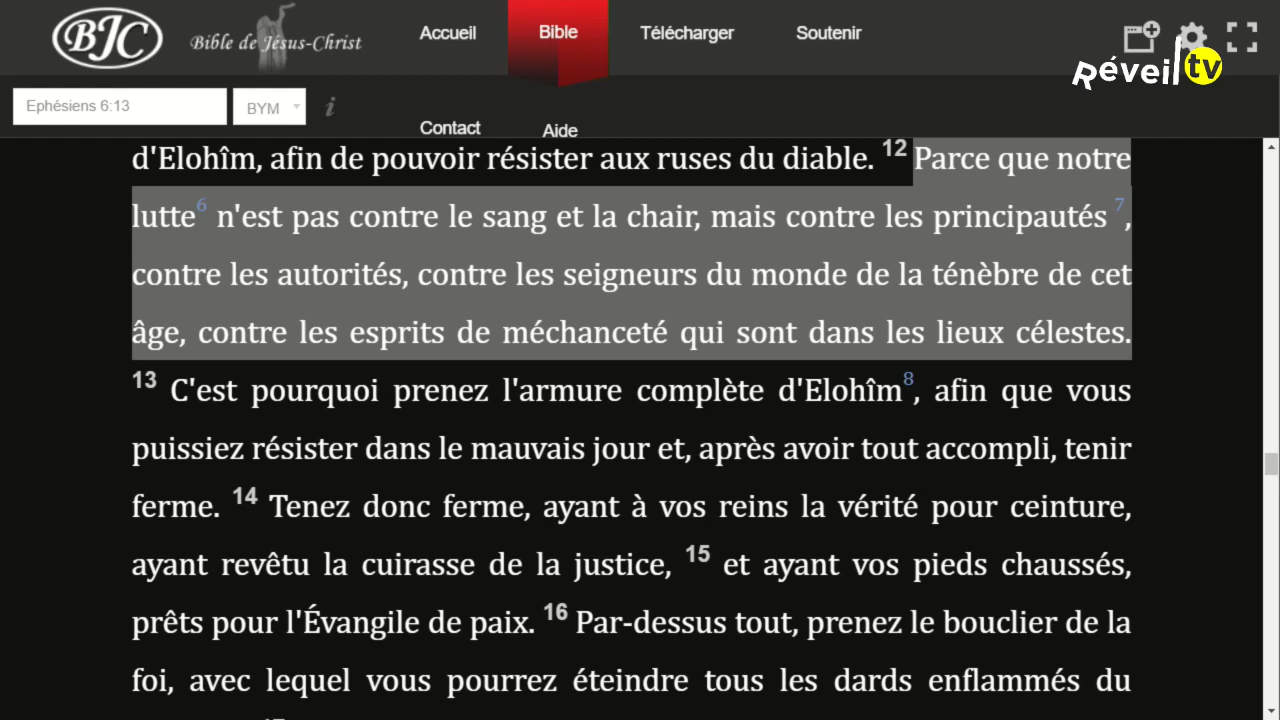 BJC
Bible de Jésus-Christ
Accueil
Bible
Télécharger
Soutenir
Réveil tv
Ephésiens 6:13
BYM
i
Contact
Aide
d'Elohîm, afin de pouvoir résister aux ruses du diable. 12 Parce que notre
lutte6 n'est pas contre le sang et la chair, mais contre les principautés 7,
contre les autorités, contre les seigneurs du monde de la ténèbre de cet
âge, contre les esprits de méchanceté qui sont dans les lieux célestes.
13 C'est pourquoi prenez l'armure complète d'Elohîm8, afin que vous
puissiez résister dans le mauvais jour et, après avoir tout accompli, tenir
ferme. 14 Tenez donc ferme, ayant à vos reins la vérité pour ceinture,
ayant revêtu la cuirasse de la justice, 15 et ayant vos pieds chaussés,
prêts pour l'Évangile de paix. 16 Par-dessus tout, prenez le bouclier de la
foi, avec lequel vous pourrez éteindre tous les dards enflammés du